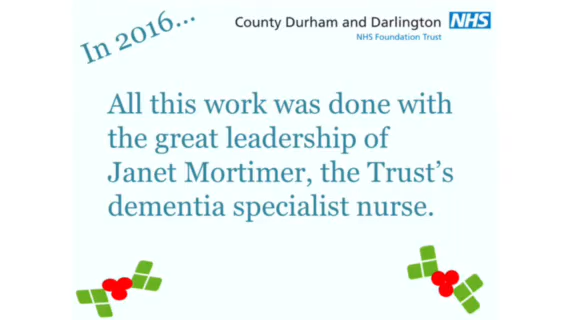 In 2016...
County Durham and Darlington NHS
NHS Foundation Trust
All this work was done with
the great leadership of
Janet Mortimer, the Trust’s
dementia specialist nurse.